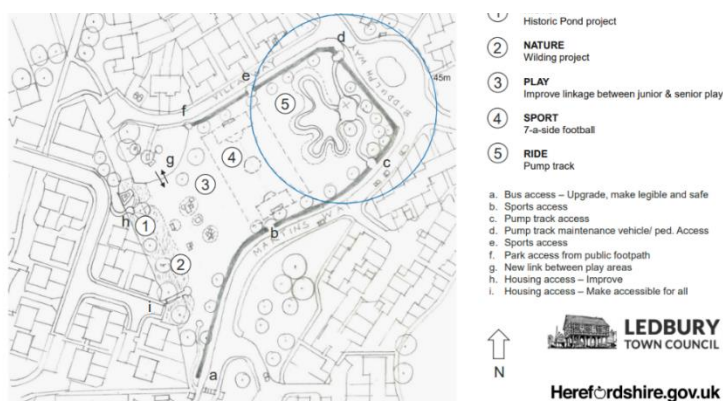 d
45m
e
5
f
4
g
3
c
h
1
b
2
MARTINS WAY
i
a
1
Historic Pond project
2
NATURE
Wilding project
3
PLAY
Improve linkage between junior & senior play
4
SPORT
7-a-side football
5
RIDE
Pump track
a. Bus access – Upgrade, make legible and safe
b. Sports access
c. Pump track access
d. Pump track maintenance vehicle/ ped. Access
e. Sports access
f. Park access from public footpath
g. New link between play areas
h. Housing access – Improve
i. Housing access – Make accessible for all
N
LEDBURY
TOWN COUNCIL
Herefordshire.gov.uk